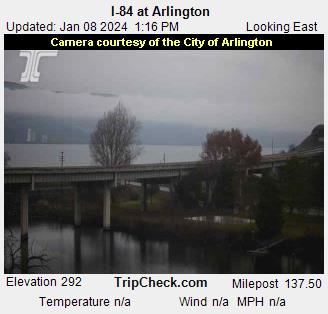 I-84 at Arlington
Updated: Jan 08 2024 1:16 PM Looking East
Camera courtesy of the City of Arlington
Elevation 292 TripCheck.com Milepost 137.50
Temperature n/a Wind n/a MPH n/a